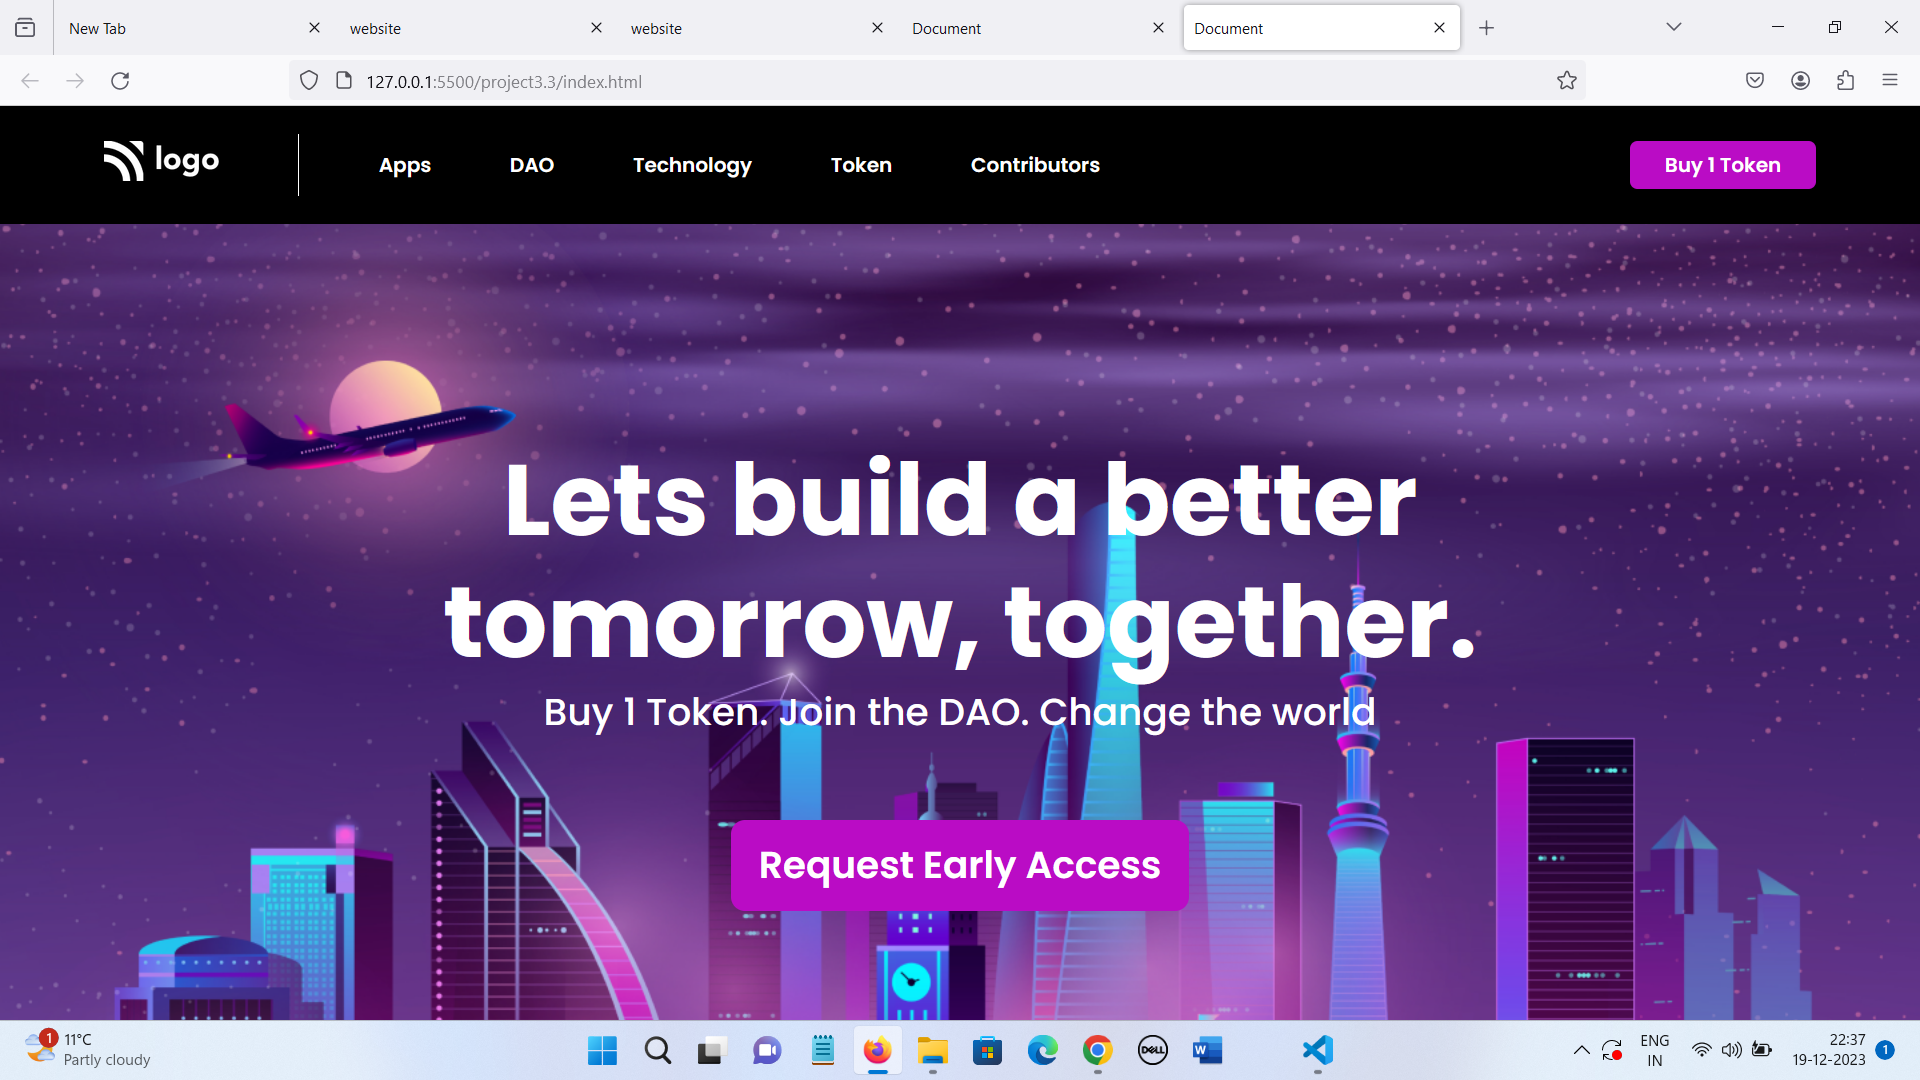 New Tab
website
website
Document
Document
127.0.0.1:5500/project3.3/index.html
logo
Apps
DAO
Technology
Token
Contributors
Buy 1 Token
Lets build a better
tomorrow, together.
Buy 1 Token. Join the DAO. Change the world
Request Early Access
1
11°C
Partly cloudy
DELL
W
ENG
IN
22:37
19-12-2023
1